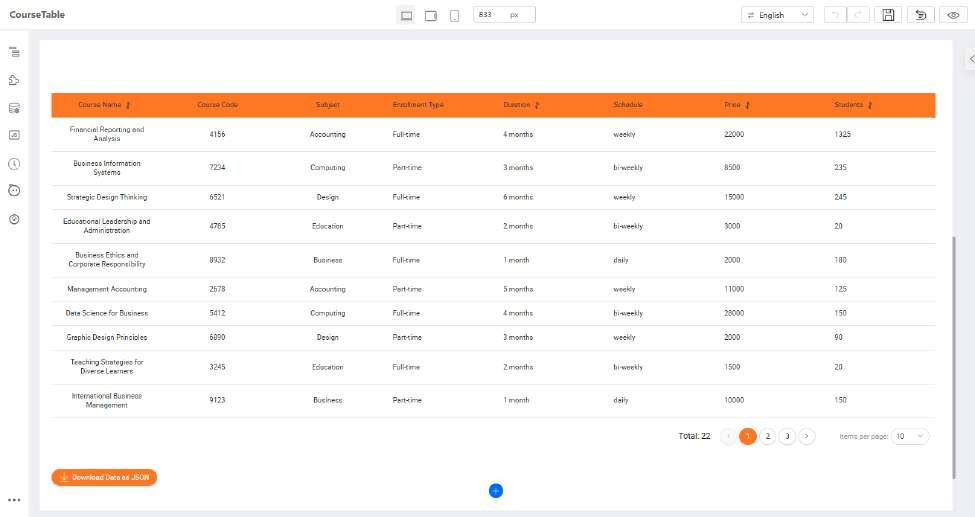 CourseTable
833 px
English
JS
Course Name Course Code Subject Enrollment Type Duration Schedule Price Students
Financial Reporting and
Analysis
4156 Accounting Full-time 4 months weekly 22000 1325
Business Information
Systems
7234 Computing Part-time 3 months bi-weekly 8500 235
Strategic Design Thinking 6521 Design Full-time 6 months weekly 15000 245
Educational Leadership and
Administration
4785 Education Part-time 2 months bi-weekly 3000 20
Business Ethics and
Corporate Responsibility
8932 Business Full-time 1 month daily 2000 180
Management Accounting 2678 Accounting Part-time 5 months weekly 11000 125
Data Science for Business 5412 Computing Full-time 4 months bi-weekly 28000 150
Graphic Design Principles 6890 Design Part-time 3 months weekly 2000 90
Teaching Strategies for
Diverse Learners
3245 Education Full-time 2 months bi-weekly 1500 20
International Business
Management
9123 Business Part-time 1 month daily 10000 150
Total: 22 1 2 3 Items per page: 10
Download Data as JSON